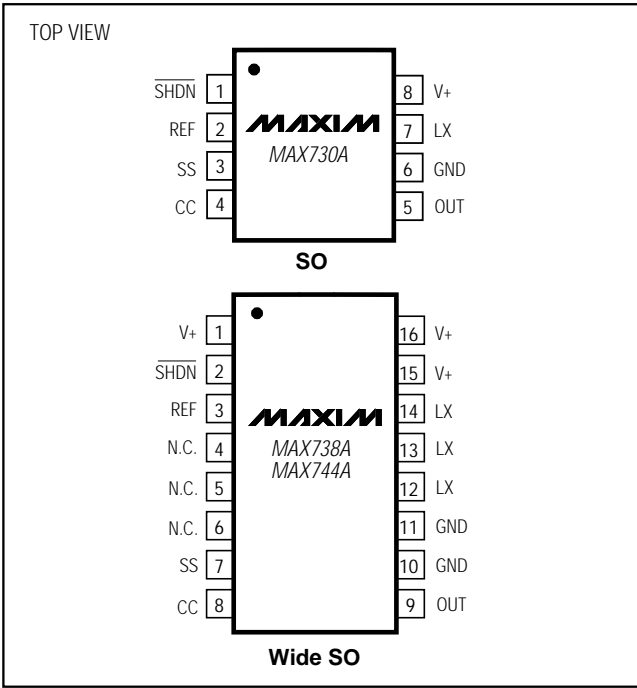 TOP VIEW
SHDN 1 8 V+
REF 2 MAXIM 7 LX
SS 3 MAX730A 6 GND
CC 4 5 OUT
SO
V+ 1 16 V+
SHDN 2 15 V+
REF 3 MAXIM 14 LX
N.C. 4 MAX738A 13 LX
N.C. 5 MAX744A 12 LX
N.C. 6 11 GND
SS 7 10 GND
CC 8 9 OUT
Wide SO